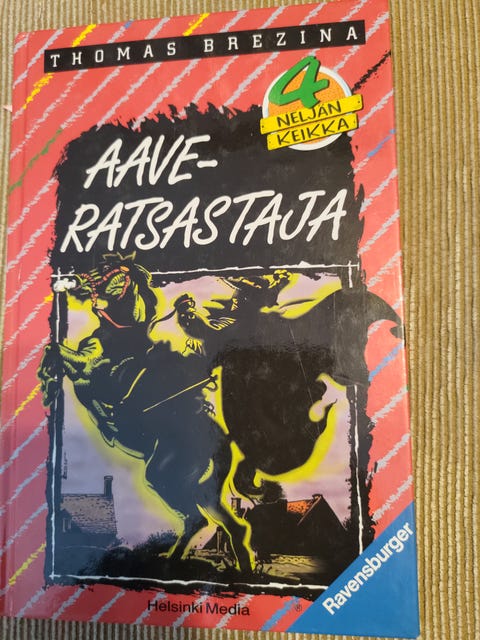 THOMAS BREZINA
4
NELJÄN
KEIKKA
AAVE-
RATSASTAJA
Ravensburger
Helsinki Media
®